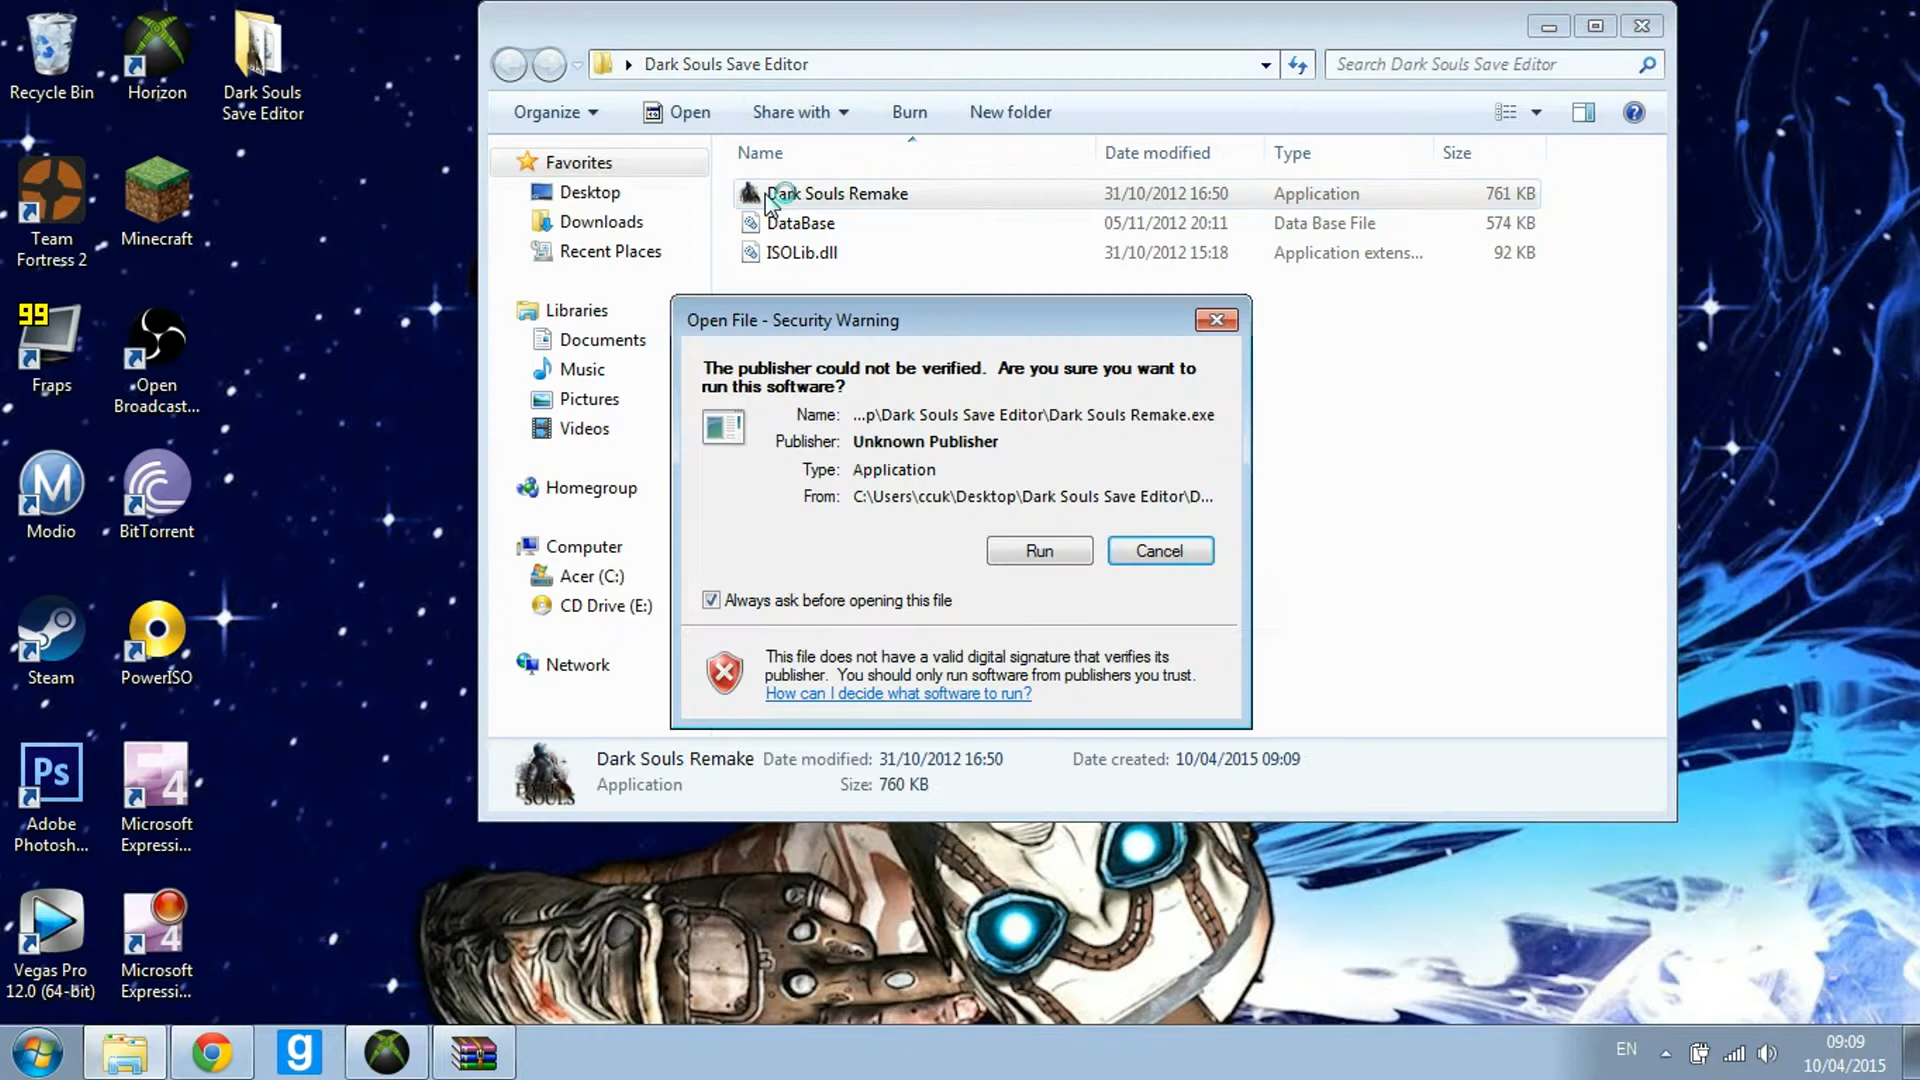 Recycle Bin
Horizon
Dark Souls
Save Editor
Team
Fortress 2
Minecraft
99
Fraps
Open
Broadcast...
Modio
BitTorrent
Steam
PowerISO
Ps
Adobe
Photosh...
4
Microsoft
Expressi...
Vegas Pro
12.0 (64-bit)
4
Microsoft
Expressi...
Dark Souls Save Editor
Search Dark Souls Save Editor
Organize
Open
Share with
Burn
New folder
Favorites
Desktop
Downloads
Recent Places
Libraries
Documents
Music
Pictures
Videos
Homegroup
Computer
Acer (C:)
CD Drive (E:)
Network
Name Date modified Type Size
Dark Souls Remake 31/10/2012 16:50 Application 761 KB
DataBase 05/11/2012 20:11 Data Base File 574 KB
ISOLib.dll 31/10/2012 15:18 Application extens... 92 KB
Open File - Security Warning
The publisher could not be verified. Are you sure you want to
run this software?
Name: ...p\Dark Souls Save Editor\Dark Souls Remake.exe
Publisher: Unknown Publisher
Type: Application
From: C:\Users\ccuk\Desktop\Dark Souls Save Editor\D...
Run
Cancel
Always ask before opening this file
This file does not have a valid digital signature that verifies its
publisher. You should only run software from publishers you trust.
How can I decide what software to run?
DARK
SOULS
Dark Souls Remake Date modified: 31/10/2012 16:50 Date created: 10/04/2015 09:09
Application Size: 760 KB
g
EN
09:09
10/04/2015